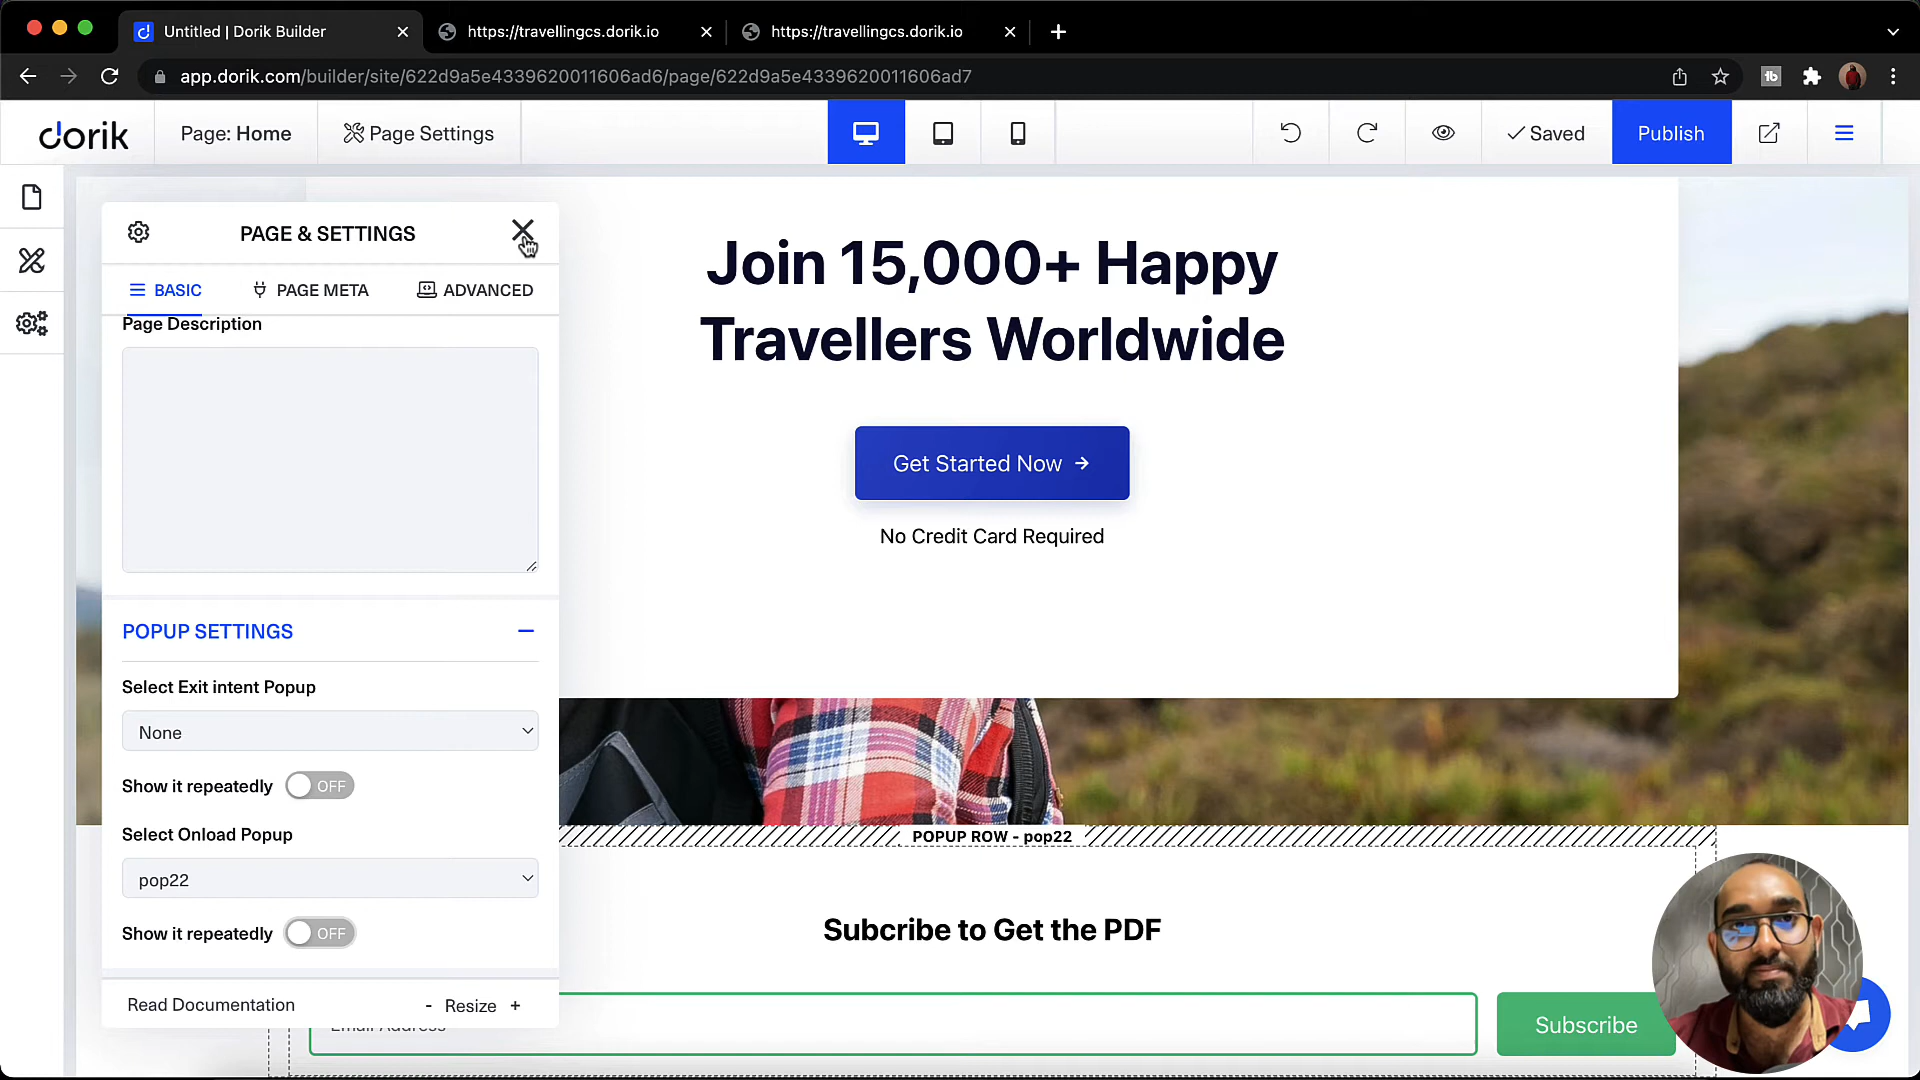 Untitled | Dorik Builder
https://travellingcs.dorik.io
https://travellingcs.dorik.io
app.dorik.com/builder/site/622d9a5e4339620011606ad6/page/622d9a5e4339620011606ad7
dorik
Page: Home
Page Settings
Saved
Publish
PAGE & SETTINGS
BASIC
PAGE META
ADVANCED
Page Description
POPUP SETTINGS
Select Exit intent Popup
None
Show it repeatedly
OFF
Select Onload Popup
pop22
Show it repeatedly
OFF
Read Documentation
- Resize +
Join 15,000+ Happy
Travellers Worldwide
Get Started Now →
No Credit Card Required
POPUP ROW - pop22
Subcribe to Get the PDF
Email Address
Subscribe